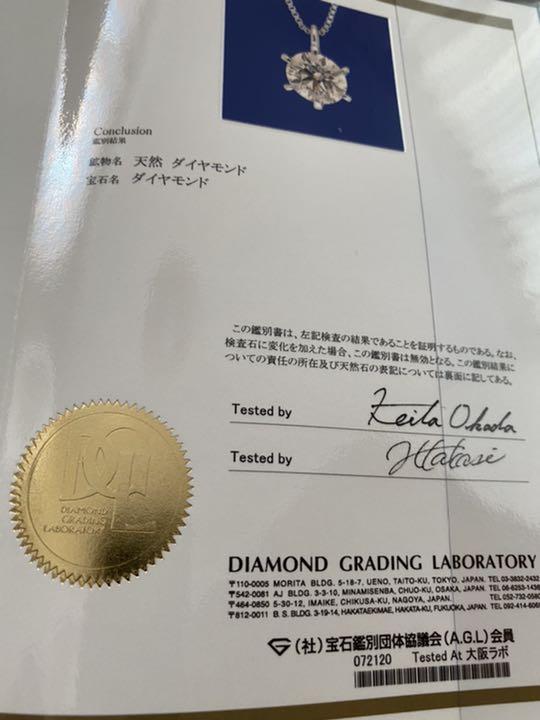 Conclusion
鑑別結果
鉱物名 天然 ダイヤモンド
宝石名 ダイヤモンド
この鑑別書は、左記検査の結果であることを証明するものである。なお、
検査石に変化を加えた場合、この鑑別書は無効となる。この鑑別結果に
ついての責任の所在及び天然石の表記については裏面に記してある。
Tested by Keita Okada
Tested by
DIAMOND
GRADING
LABORATORY
DIAMOND GRADING LABORATORY
〒110-0005 MORITA BLDG. 5-18-7, UENO, TAITO-KU, TOKYO, JAPAN. TEL 03-3832-2432
〒542-0081 AJ BLDG. 3-3-10, MINAMISENBA, CHUO-KU, OSAKA, JAPAN. TEL 06-6253-1436
〒464-0850 5-30-12, IMAIKE, CHIKUSA-KU, NAGOYA, JAPAN. TEL 052-732-0580
〒812-0011 B. S. BLDG. 3-19-14, HAKATAEKIMAE, HAKATA-KU, FUKUOKA, JAPAN. TEL 092-414-606
(社)宝石鑑別団体協議会(A.G.L)会員
072120 Tested At 大阪ラボ